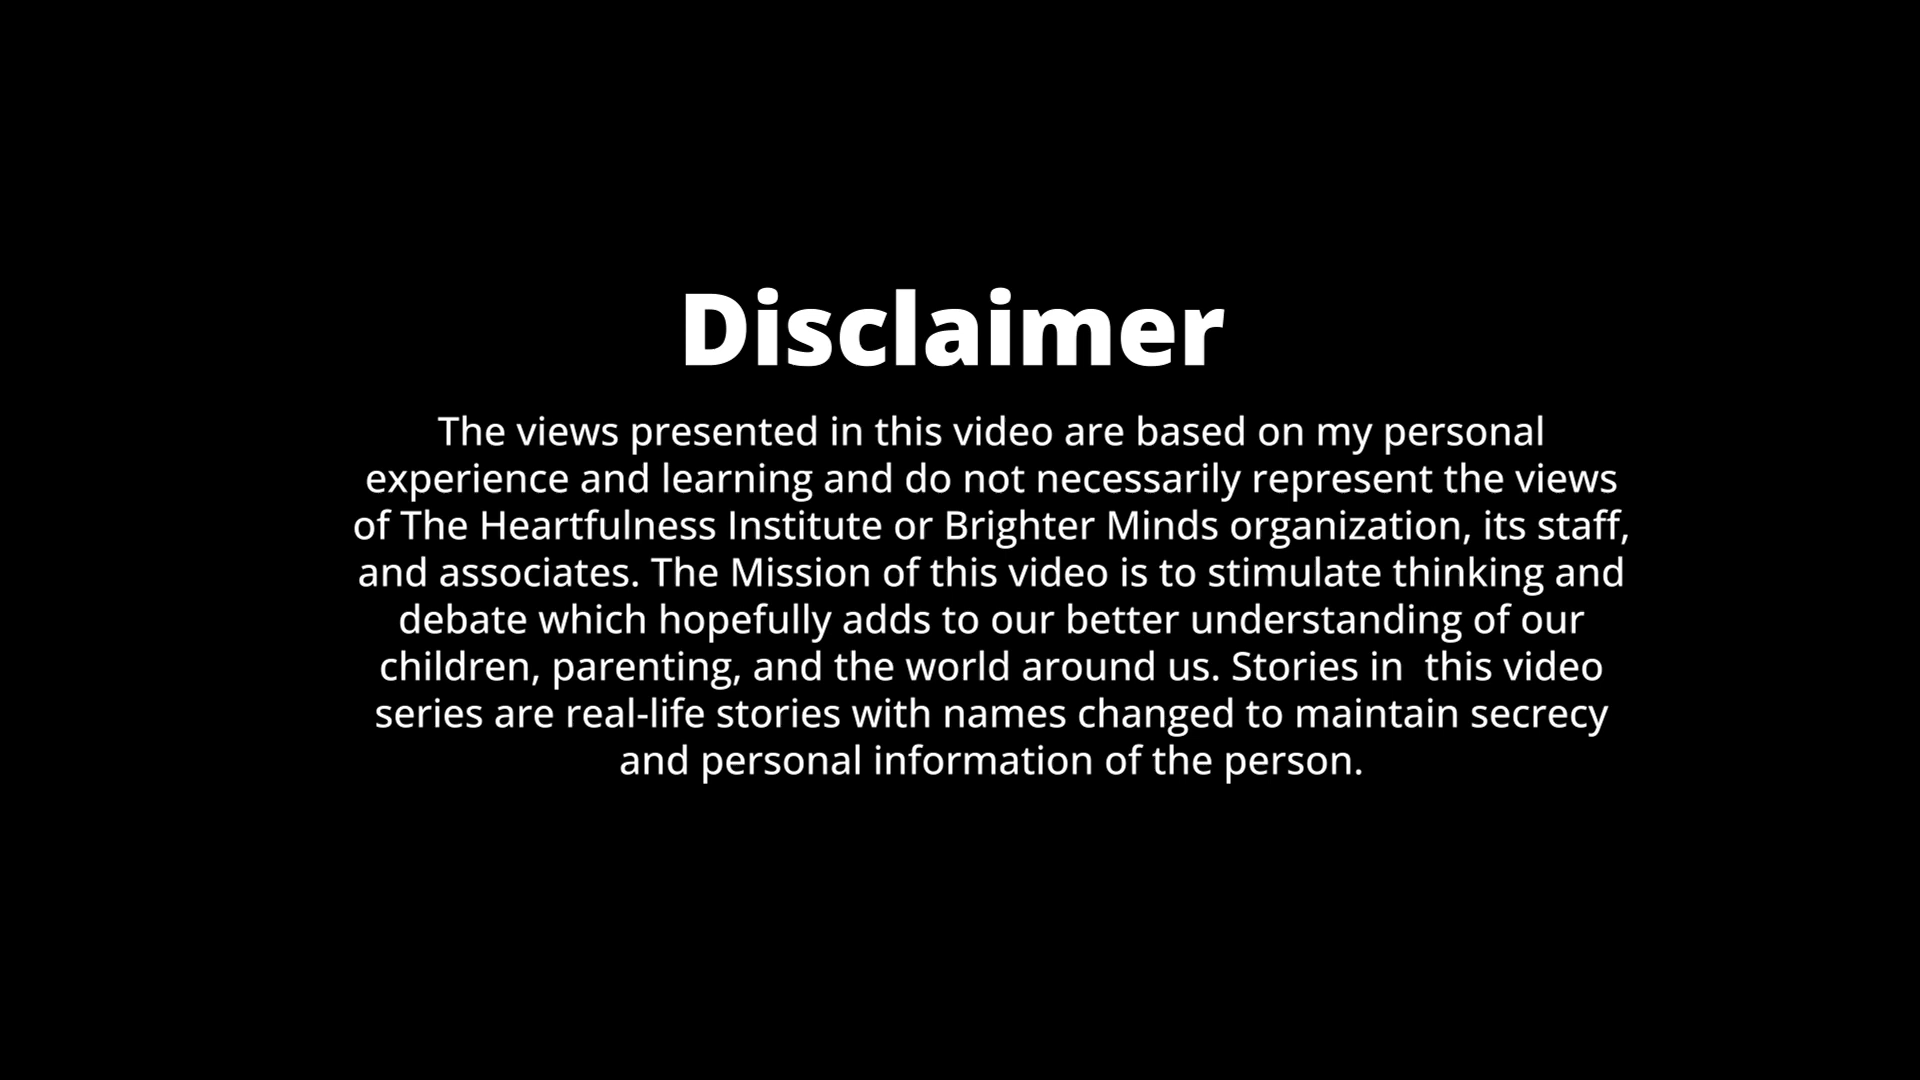 Disclaimer
The views presented in this video are based on my personal
experience and learning and do not necessarily represent the views
of The Heartfulness Institute or Brighter Minds organization, its staff,
and associates. The Mission of this video is to stimulate thinking and
debate which hopefully adds to our better understanding of our
children, parenting, and the world around us. Stories in  this video
series are real-life stories with names changed to maintain secrecy
and personal information of the person.